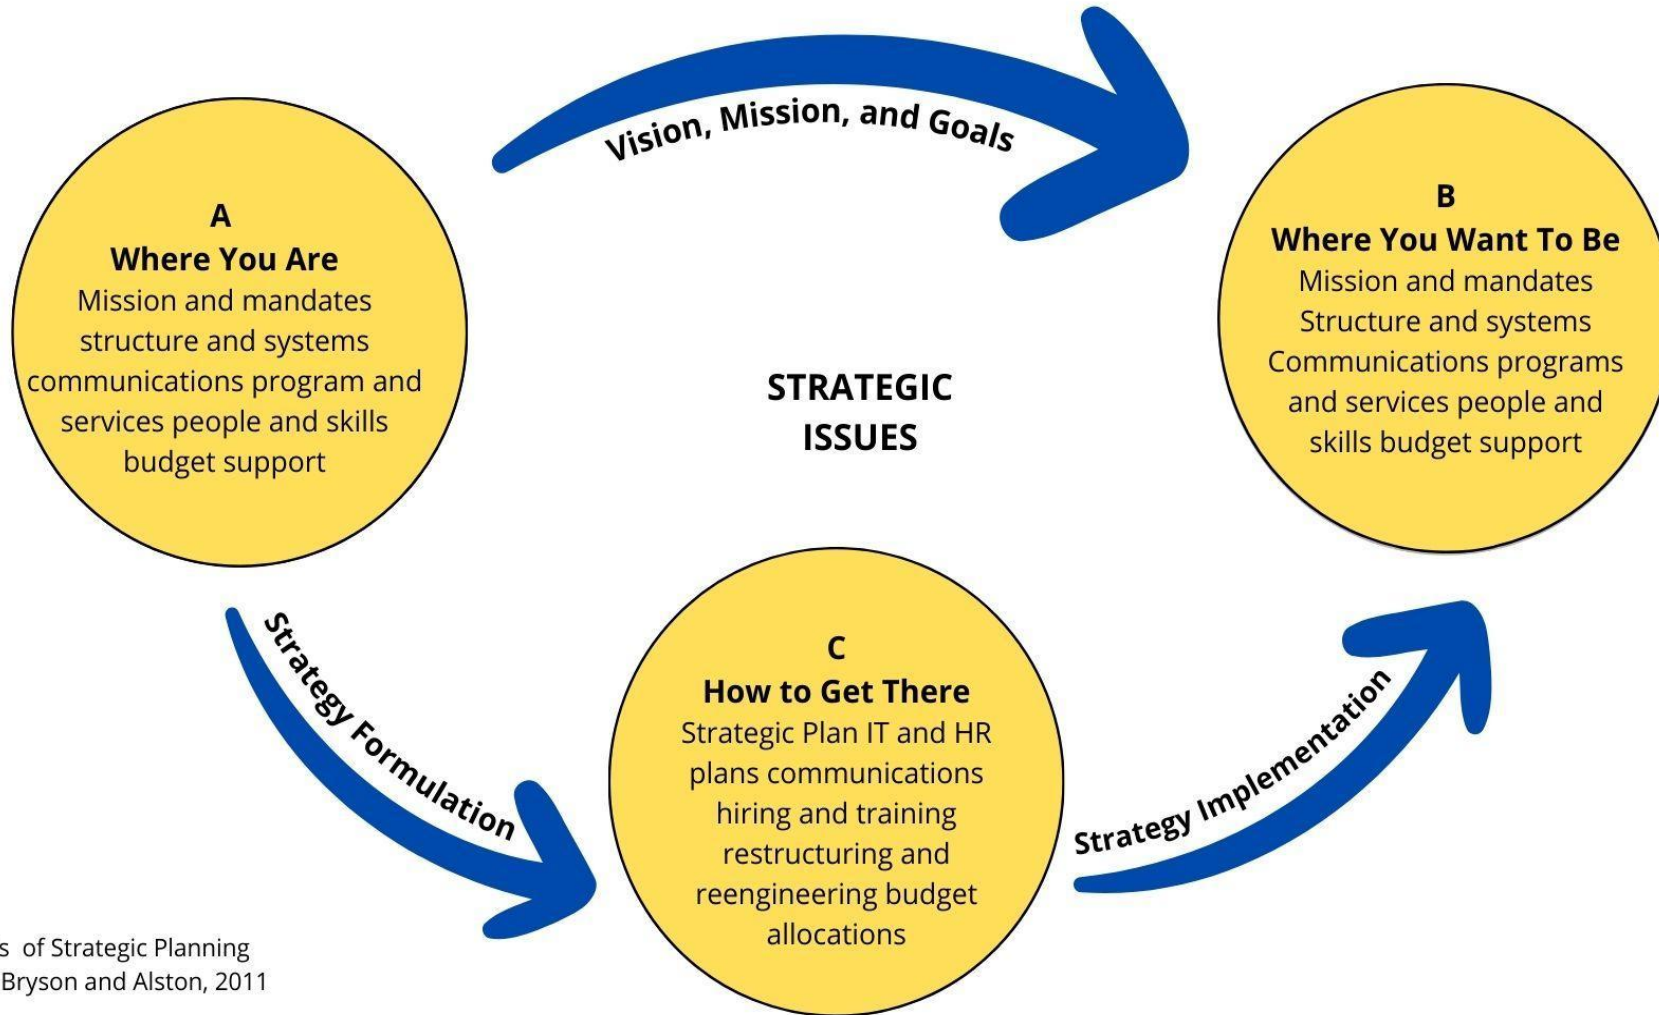 Vision, Mission, and Goals
A
Where You Are
Mission and mandates
structure and systems
communications program and
services people and skills
budget support
B
Where You Want To Be
Mission and mandates
Structure and systems
Communications programs
and services people and
skills budget support
STRATEGIC
ISSUES
Strategy Formulation
C
How to Get There
Strategic Plan IT and HR
plans communications
hiring and training
restructuring and
reengineering budget
allocations
Strategy Implementation
of Strategic Planning
Bryson and Alston, 2011